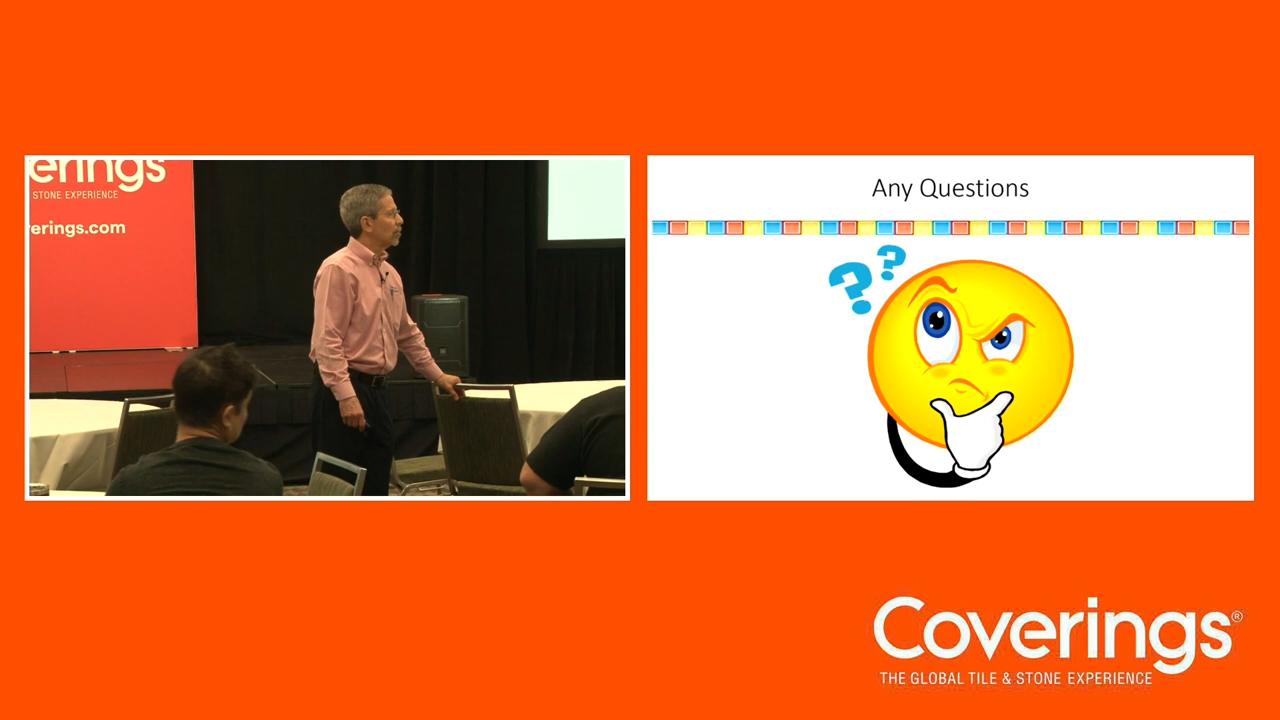 erings
STONE EXPERIENCE
erings.com
Any Questions
? ?
Coverings®
THE GLOBAL TILE & STONE EXPERIENCE